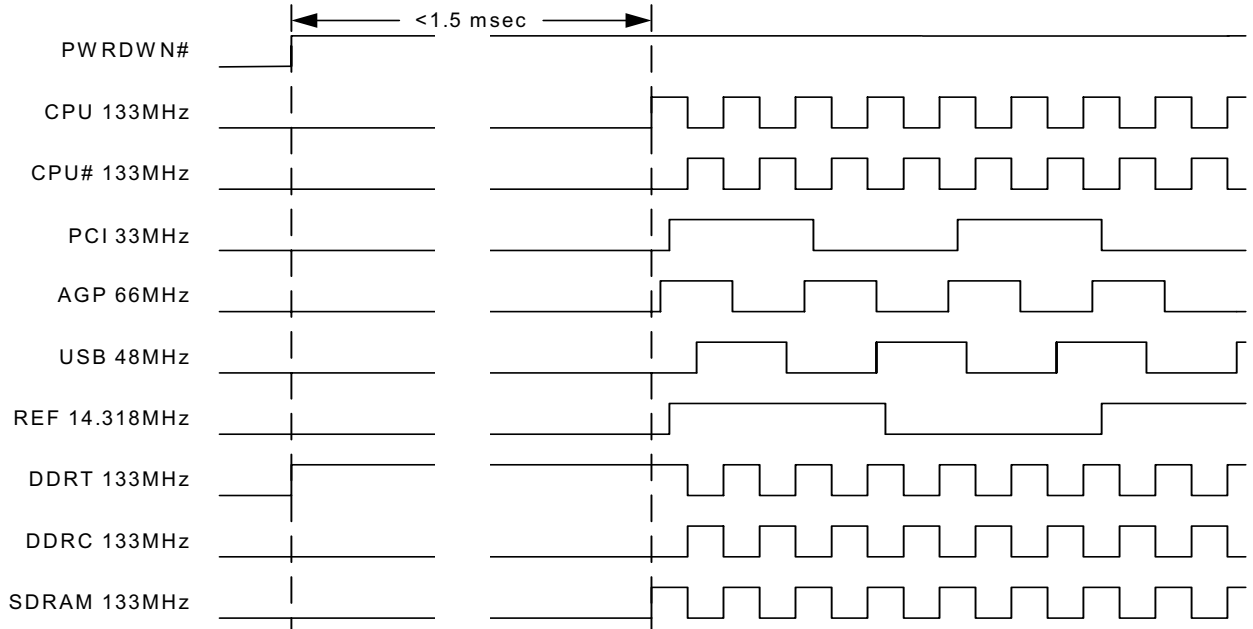 <1.5 msec
PWRDWN#
CPU 133MHz
CPU# 133MHz
PCI 33MHz
AGP 66MHz
USB 48MHz
REF 14.318MHz
DDRT 133MHz
DDRC 133MHz
SDRAM 133MHz